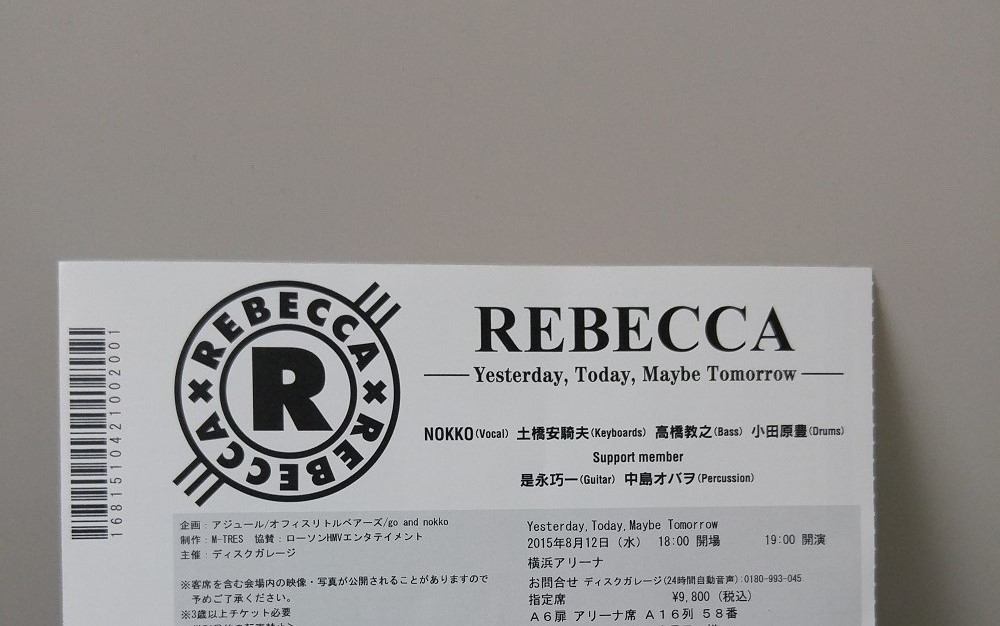 REBECCA
REBECCA
R
1681510421002001
REBECCA
Yesterday, Today, Maybe Tomorrow
NOKKO(Vocal) 土橋安騎夫(Keyboards) 高橋教之(Bass) 小田原豊(Drums)
Support member
是永巧一(Guitar) 中島オバヲ(Percussion)
企画：アジュール/オフィスリトルベアーズ/go and nokko
制作：M-TRES 協賛：ローソンHMVエンタテイメント
主催：ディスクガレージ
※客席を含む会場内の映像・写真が公開されることがありますので
予めご了承ください。
※3歳以上チケット必要
Yesterday,Today,Maybe Tomorrow
2015年8月12日（水） 18:00 開場 19:00 開演
横浜アリーナ
お問合せ ディスクガレージ(24時間自動音声):0180-993-045
指定席 ¥9,800（税込）
Ａ６扉 アリーナ席 Ａ１６列 ５８番